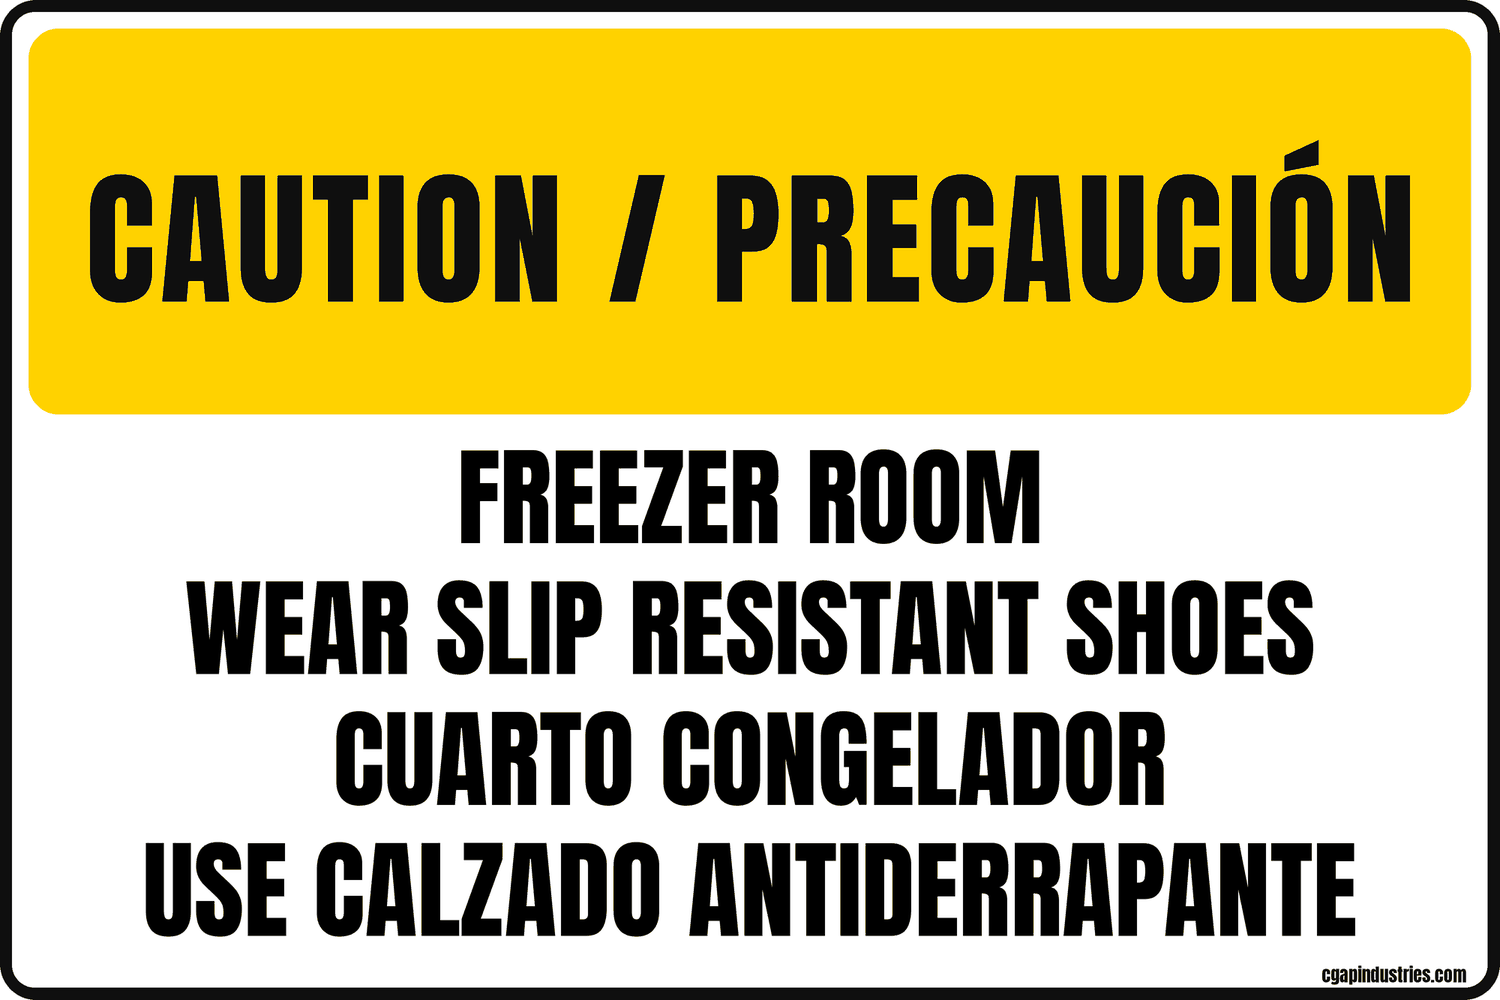 CAUTION / PRECAUCIÓN
FREEZER ROOM
WEAR SLIP RESISTANT SHOES
CUARTO CONGELADOR
USE CALZADO ANTIDERRAPANTE
cgapindustries.com